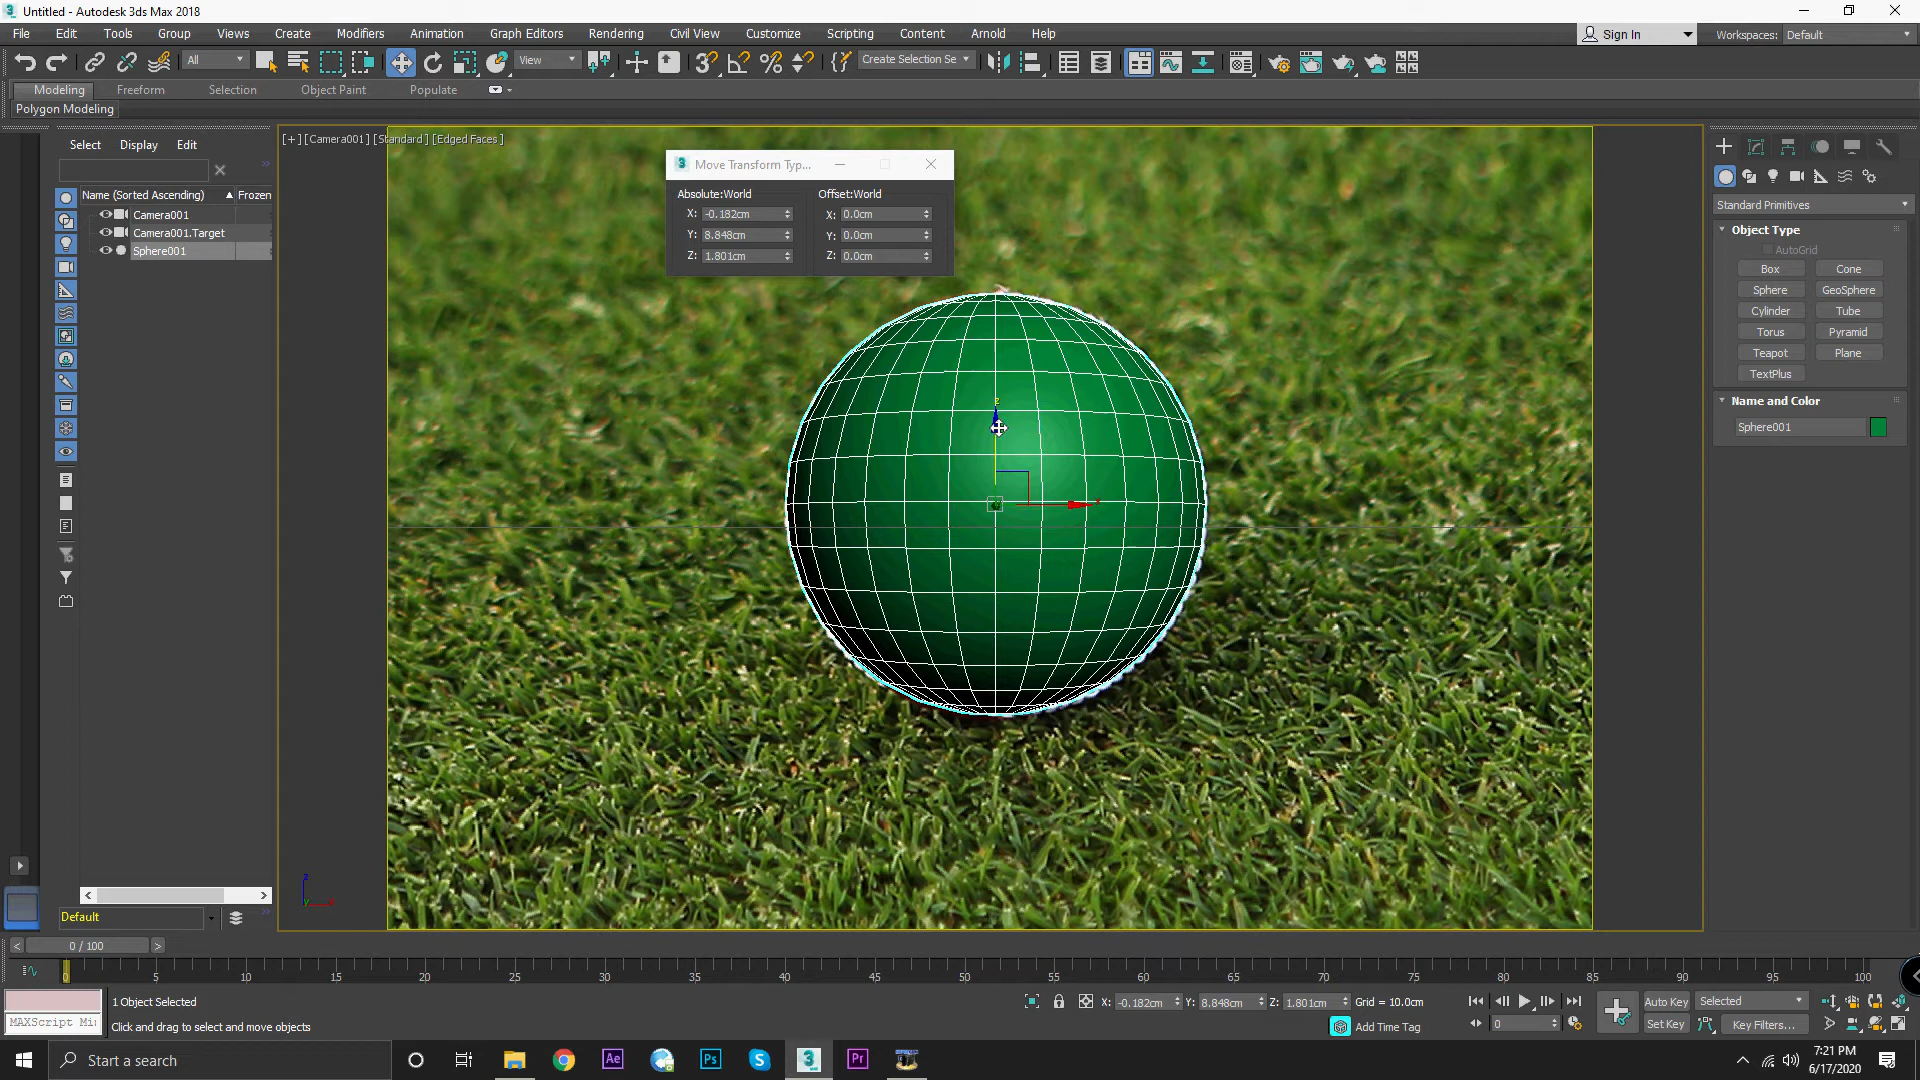 Untitled - Autodesk 3ds Max 2018
File Edit Tools Group Views Create Modifiers Animation Graph Editors Rendering Civil View Customize Scripting Content Arnold Help Sign In Workspaces: Default
All View Create Selection Se
Modeling Freeform Selection Object Paint Populate
Polygon Modeling
Select Display Edit
Name (Sorted Ascending) Frozen
Camera001
Camera001.Target
Sphere001
[+] [Camera001] [Standard] [Edged Faces]
Move Transform Typ...
Absolute:World Offset:World
X: -0.182cm X: 0.0cm
Y: 8.848cm Y: 0.0cm
Z: 1.801cm Z: 0.0cm
z
x
Standard Primitives
Object Type
AutoGrid
Box Cone
Sphere GeoSphere
Cylinder Tube
Torus Pyramid
Teapot Plane
TextPlus
Name and Color
Sphere001
Default
< 0 / 100 >
0 5 10 15 20 25 30 35 40 45 50 55 60 65 70 75 80 85 90 95 100
1 Object Selected X: -0.182cm Y: 8.848cm Z: 1.801cm Grid = 10.0cm Auto Key Selected
MAXScript Mi Click and drag to select and move objects Add Time Tag 0 Set Key Key Filters...
Start a search Ae Ps S 3 Pr 7:21 PM
6/17/2020